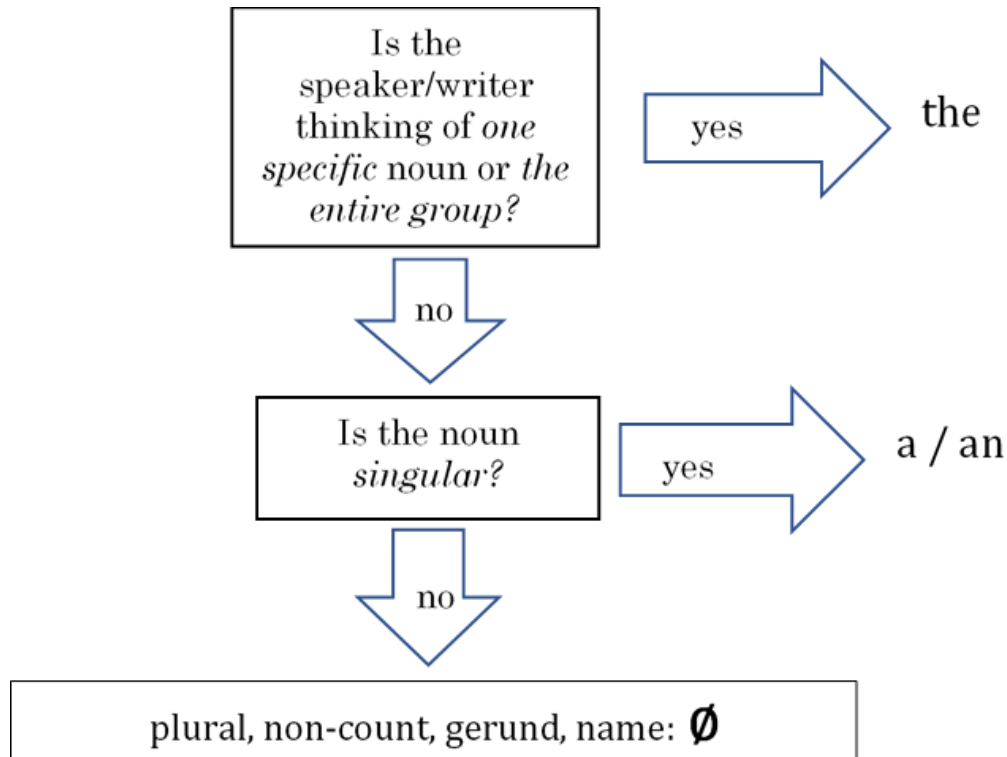 Is the
speaker/writer
thinking of one
specific noun or the
entire group?
yes
the
no
Is the noun
singular?
yes
a / an
no
plural, non-count, gerund, name: Ø